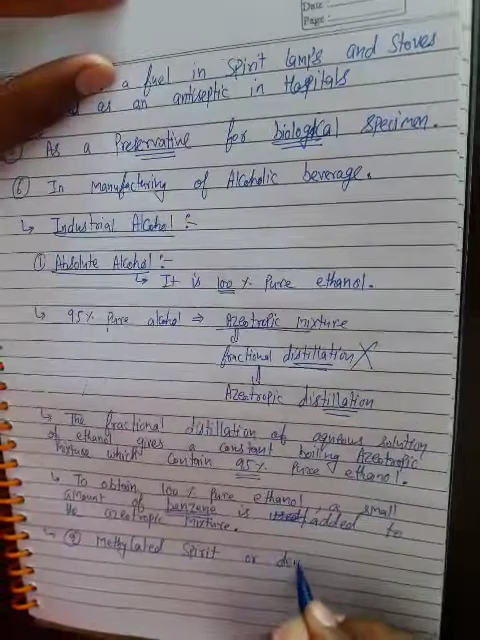 Date :
Page :
a fuel in Spirit lamps and Stoves
as an antiseptic in Hospitals
As a Preservative for biological specimen.
⑥ In Manufacturing of Alcoholic beverage.
↳ Industrial Alcohol :-
① Absolute Alcohol :-
↳ It is 100 % Pure ethanol.
↳ 95% Pure alcohol ⇒ Azeotropic mixture
⇓
fractional distillation X
⇓
Azeotropic distillation
↳ The fractional distillation of aqueous solution
of ethanol gives a constant boiling Azeotropic
mixture which contain 95% Pure ethanol.
↳ To obtain 100% Pure ethanol, a small
amount of benzene is added to
the azeotropic mixture.
↳ ② Methylated Spirit or